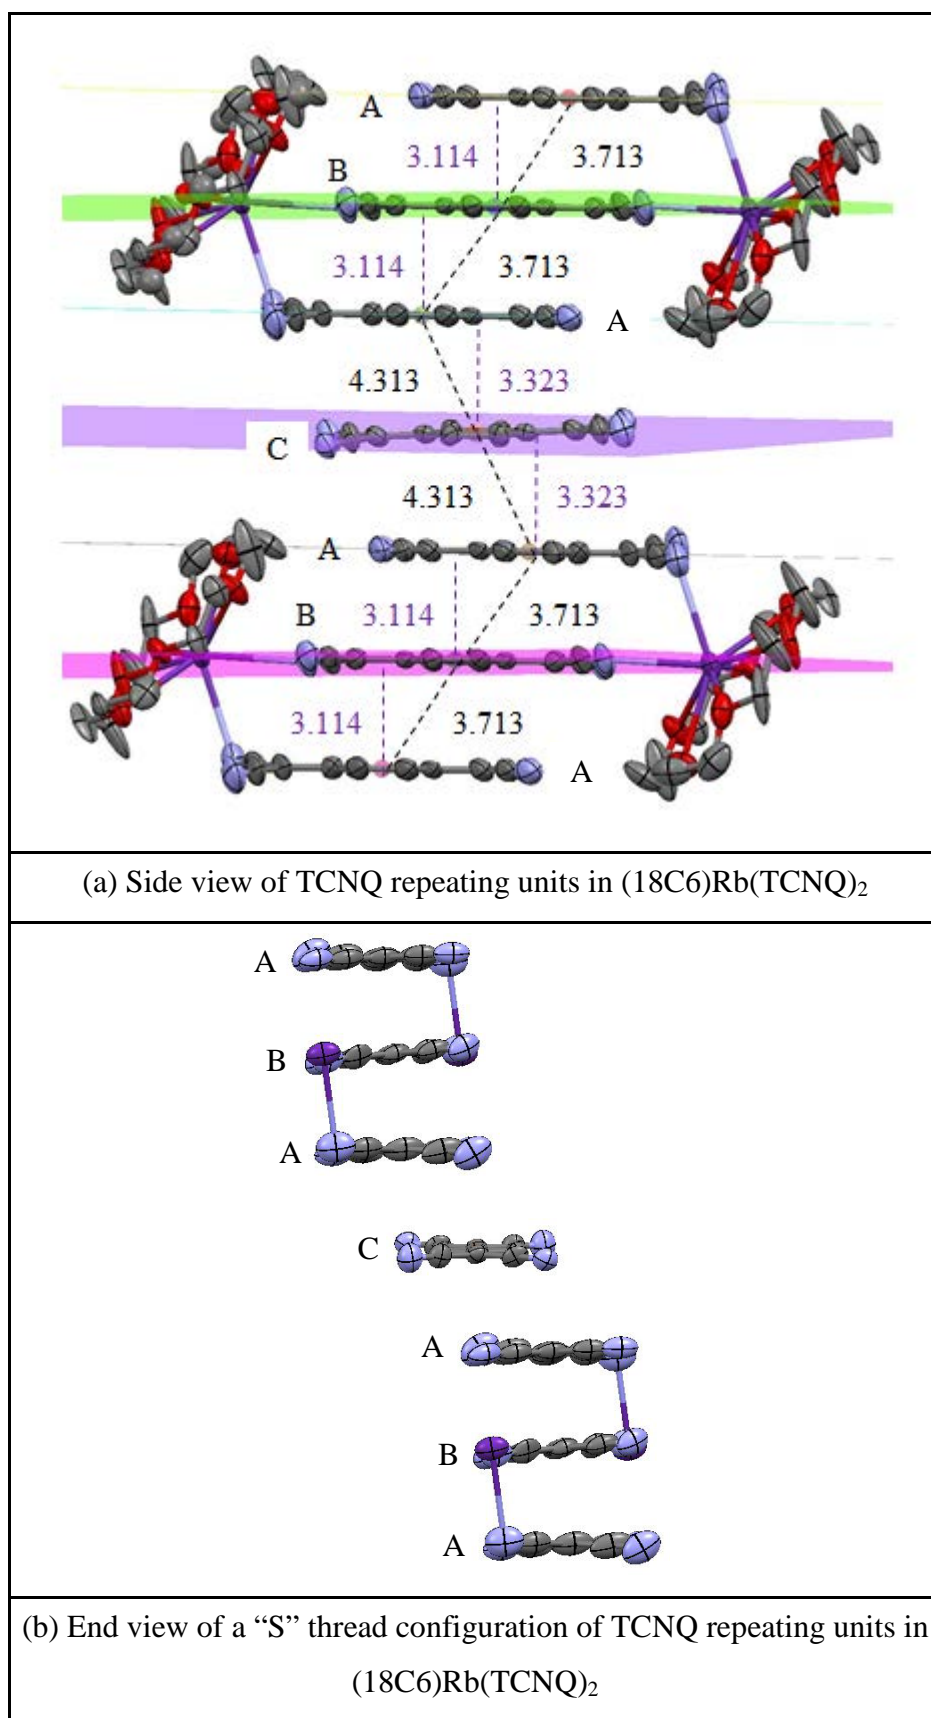 A
3.114
3.713
B
3.114
3.713
A
4.313
3.323
C
4.313
3.323
A
B
3.114
3.713
3.114
3.713
A
(a) Side view of TCNQ repeating units in (18C6)Rb(TCNQ)₂
A
B
A
C
A
B
A
(b) End view of a “S” thread configuration of TCNQ repeating units in
(18C6)Rb(TCNQ)₂